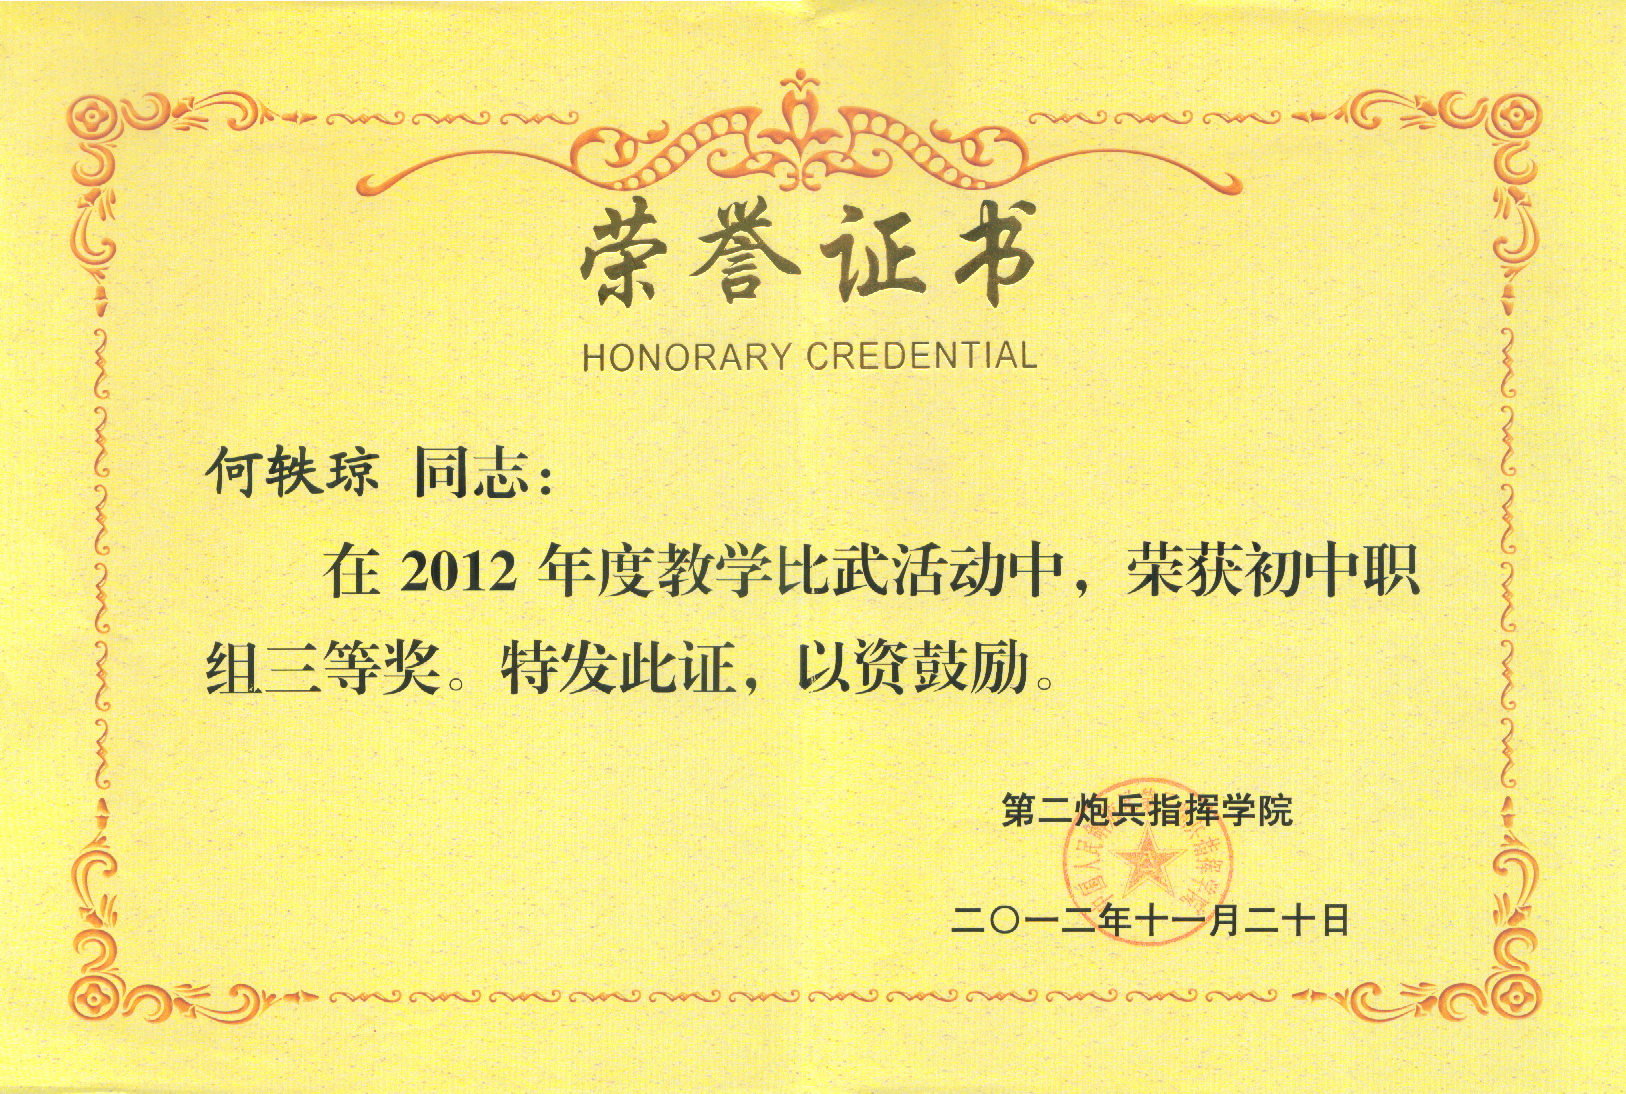 荣誉证书
HONORARY CREDENTIAL
何轶琼 同志：
在 2012 年度教学比武活动中，荣获初中职
组三等奖。特发此证，以资鼓励。
第二炮兵指挥学院
二〇一二年十一月二十日